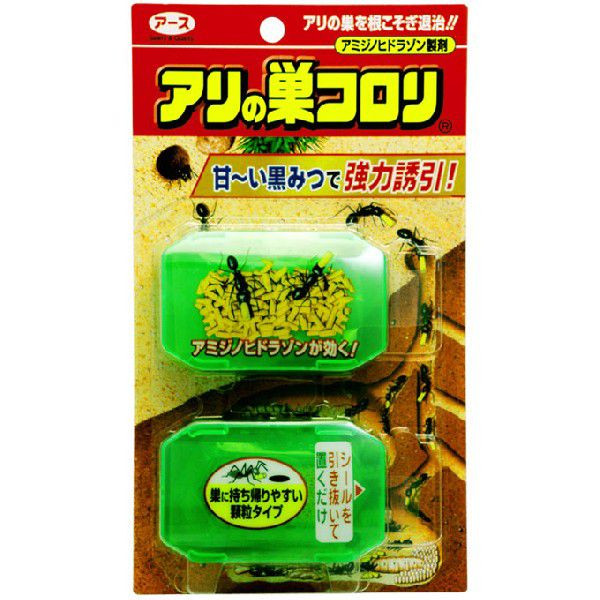 アース
アリの巣を根こそぎ退治!!
アミジノヒドラゾン製剤
アリの巣コロリ®
甘〜い黒みつで強力誘引!
アミジノヒドラゾンが効く!
巣に持ち帰りやすい
顆粒タイプ
シールを
引き抜いて
置くだけ